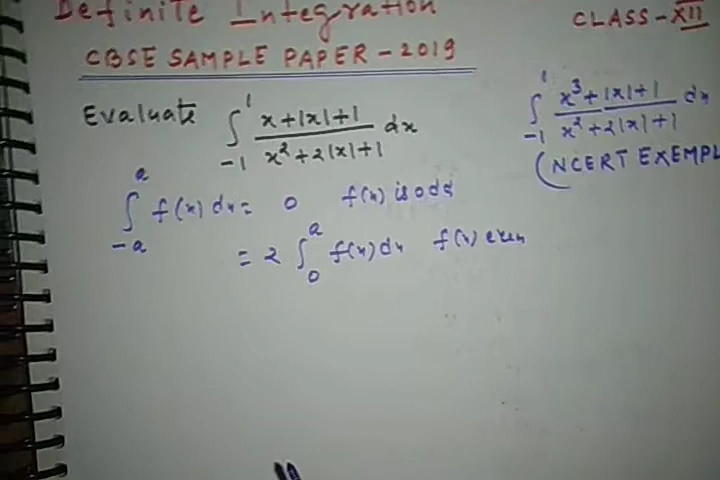 Definite Integration
CLASS-XII
CBSE SAMPLE PAPER - 2019
Evaluate ∫_{-1}^{1} (x+|x|+1)/(x²+2|x|+1) dx
∫_{-1}^{1} (x³+|x|+1)/(x²+2|x|+1) dx
(NCERT EXEMPL
∫_{-a}^{a} f(x) dx = 0 f(x) is odd
= 2 ∫_{0}^{a} f(x) dx f(x) even